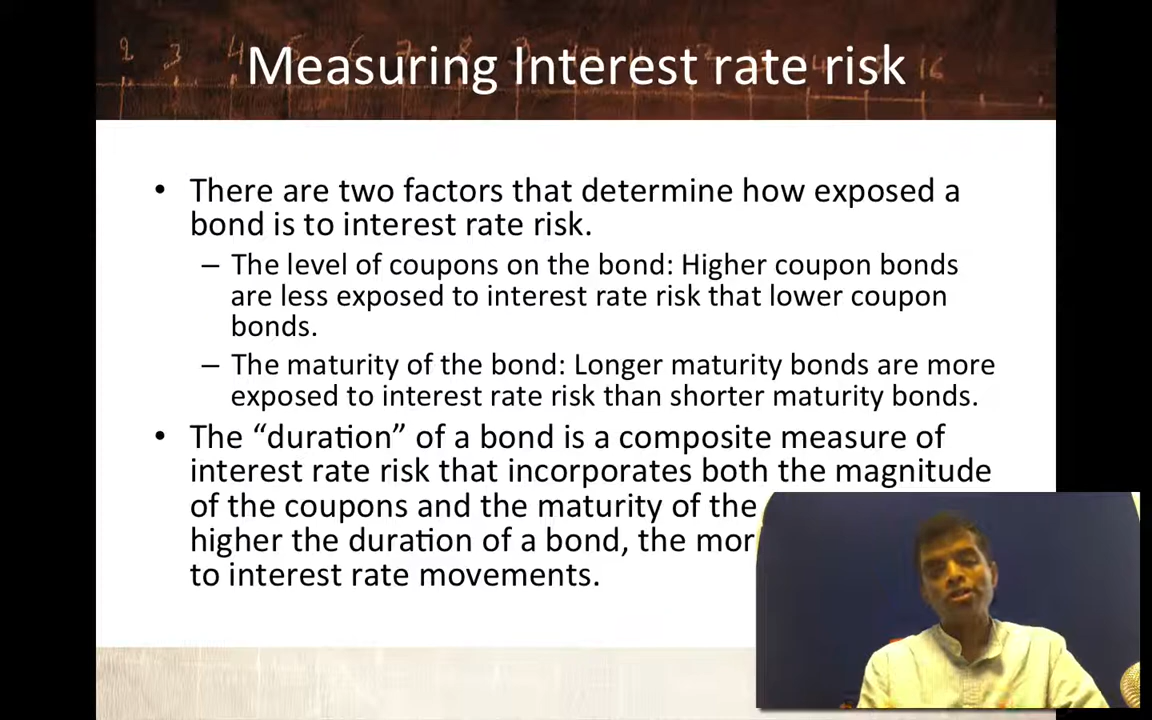 Measuring Interest rate risk
• There are two factors that determine how exposed a
bond is to interest rate risk.
– The level of coupons on the bond: Higher coupon bonds
are less exposed to interest rate risk that lower coupon
bonds.
– The maturity of the bond: Longer maturity bonds are more
exposed to interest rate risk than shorter maturity bonds.
• The “duration” of a bond is a composite measure of
interest rate risk that incorporates both the magnitude
of the coupons and the maturity of the
higher the duration of a bond, the mor
to interest rate movements.